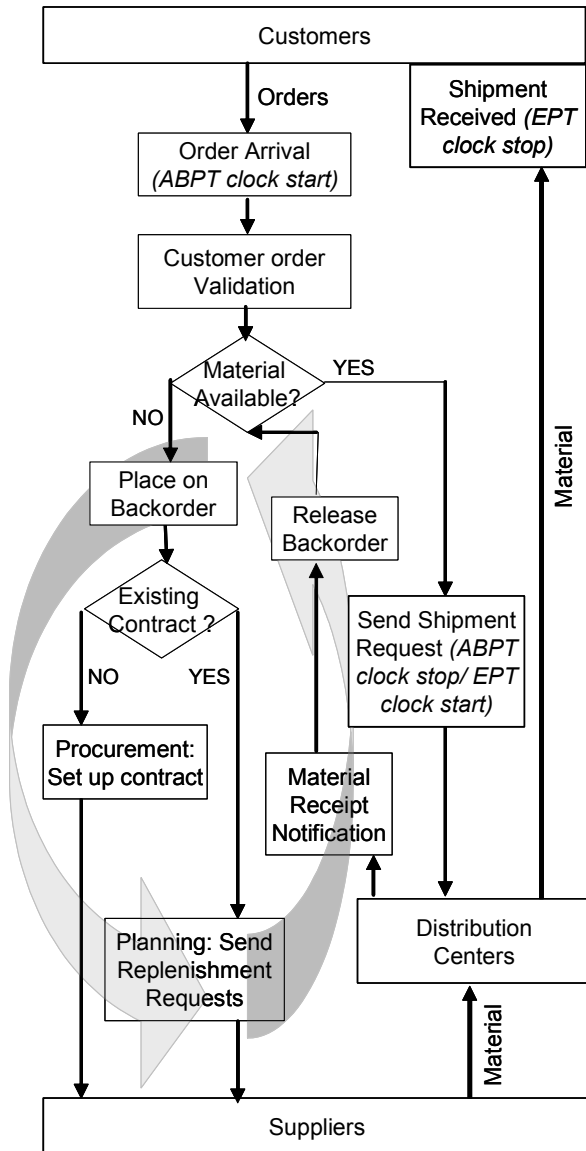 Customers
Orders
Shipment
Received (EPT
clock stop)
Order Arrival
(ABPT clock start)
Customer order
Validation
Material
Available?
YES
NO
Place on
Backorder
Release
Backorder
Material
Existing
Contract ?
NO
YES
Send Shipment
Request (ABPT
clock stop/ EPT
clock start)
Procurement:
Set up contract
Material
Receipt
Notification
Planning: Send
Replenishment
Requests
Distribution
Centers
Material
Suppliers